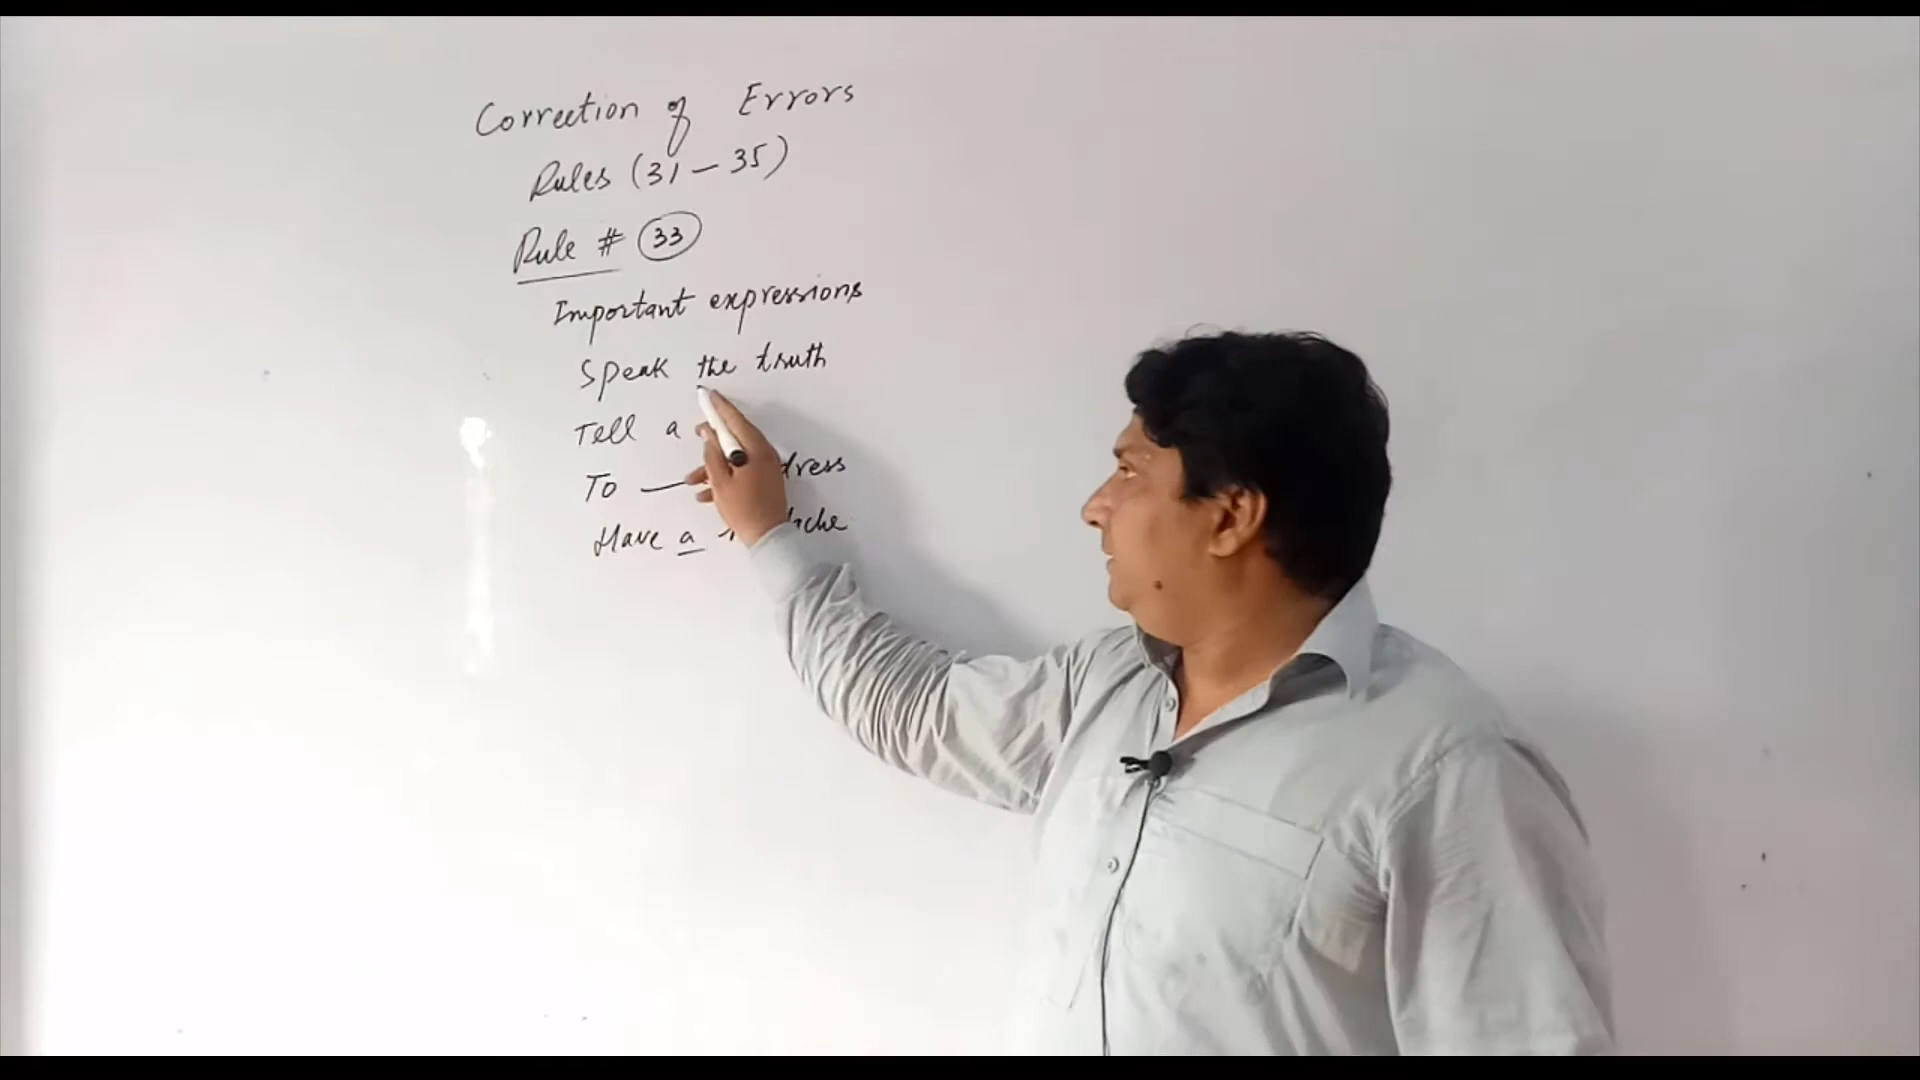 Correction of Errors
Rules (31 – 35)
Rule # 33
Important expressions
Speak the truth
Tell a
To —
Have a